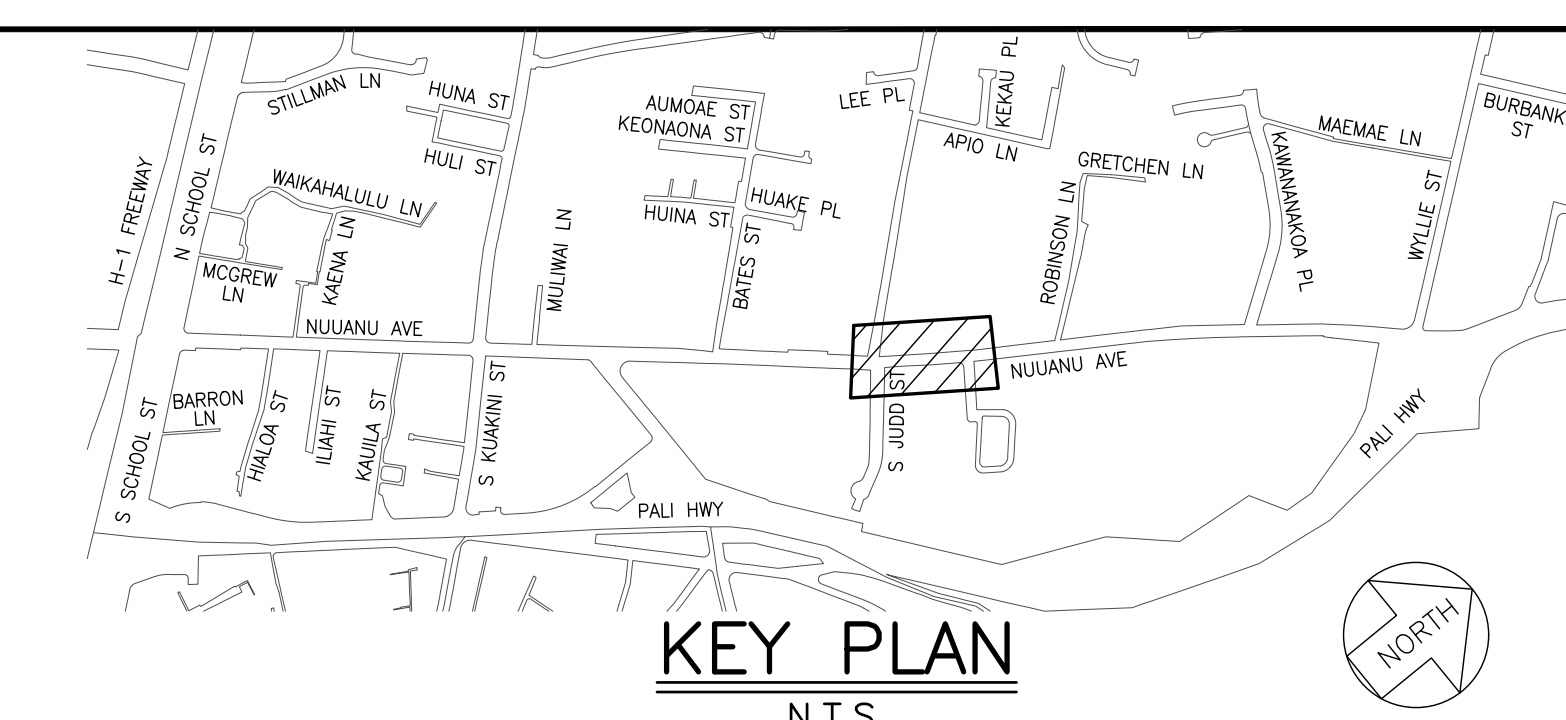 STILLMAN LN
HUNA ST
HULI ST
AUMOAE ST
KEONAONA ST
LEE PL
KEKAU PL
APIO LN
MAEMAE LN
BURBANK
ST
GRETCHEN LN
H-1 FREEWAY
N SCHOOL ST
WAIKAHALULU LN
MCGREW
LN
KAENA LN
MULIWAI LN
HUINA ST
HUAKE PL
BATES ST
ROBINSON LN
KAWANANAKOA PL
WYLLIE ST
NUUANU AVE
NUUANU AVE
S SCHOOL ST
BARRON
LN
HIALOA ST
ILIAHI ST
KAUILA ST
S KUAKINI ST
S JUDD ST
PALI HWY
PALI HWY
KEY PLAN
N.T.S.
NORTH